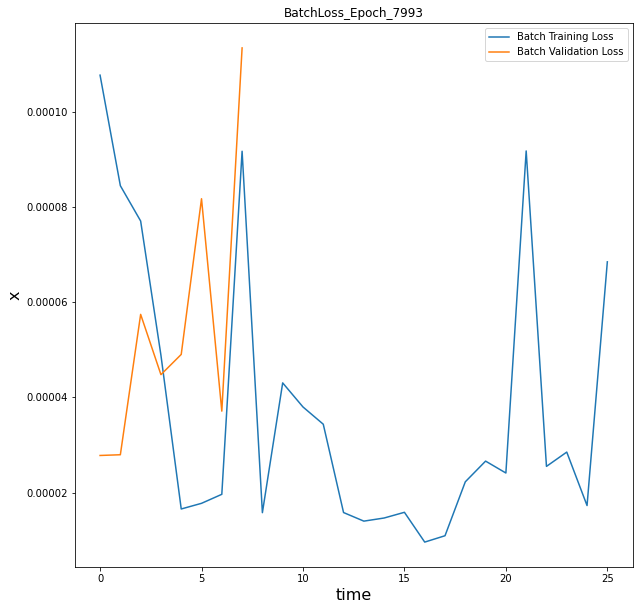 BatchLoss_Epoch_7993
Batch Training Loss
Batch Validation Loss
0.00010
0.00008
0.00006
0.00004
0.00002
x
0 5 10 15 20 25
time